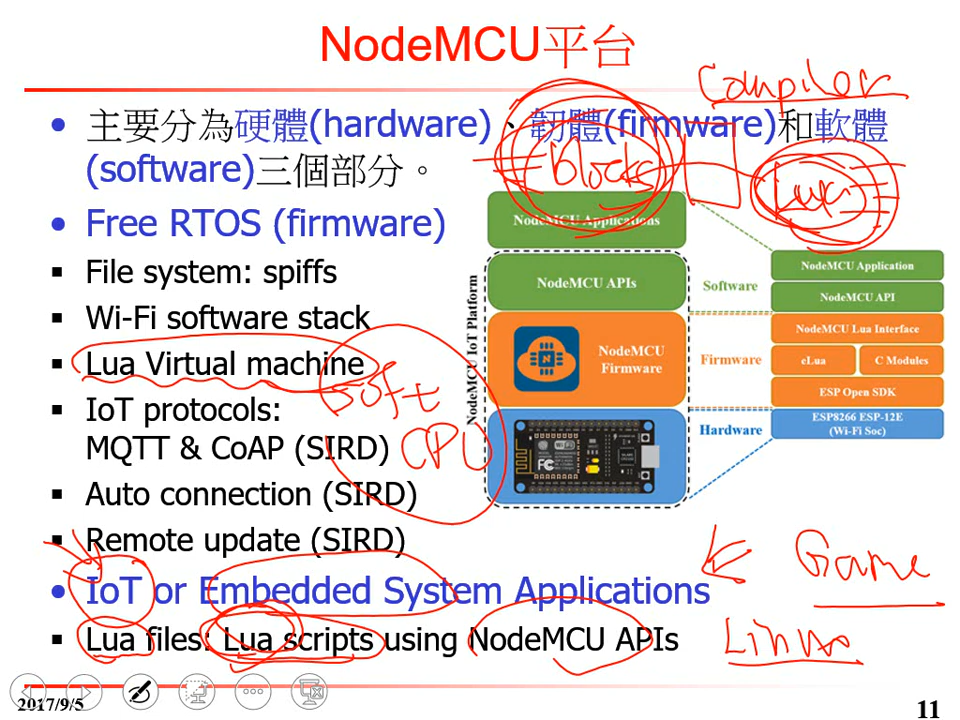 NodeMCU平台
Compiler
• 主要分為硬體(hardware)、韌體(firmware)和軟體
(software)三個部分。
blocks
Lua
• Free RTOS (firmware)
▪ File system: spiffs
▪ Wi-Fi software stack
▪ Lua Virtual machine
▪ IoT protocols:
MQTT & CoAP (SIRD)
▪ Auto connection (SIRD)
▪ Remote update (SIRD)
Soft
CPU
NodeMCU IoT Platform
NodeMCU Applications
NodeMCU APIs
NodeMCU
Firmware
Software
Firmware
Hardware
NodeMCU Application
NodeMCU API
NodeMCU Lua Interface
eLua
C Modules
ESP Open SDK
ESP8266 ESP-12E
(Wi-Fi Soc)
Game
• IoT or Embedded System Applications
▪ Lua files: Lua scripts using NodeMCU APIs
2017/9/5
11